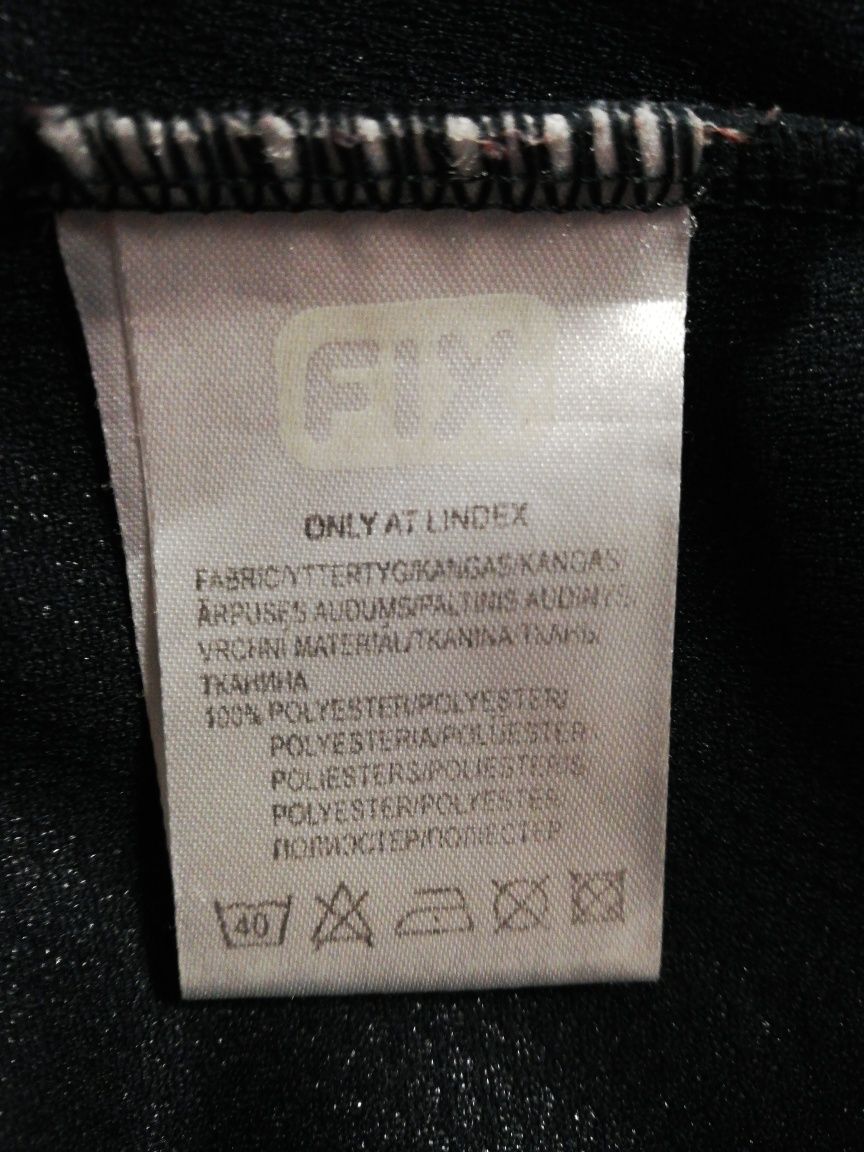 FIX
ONLY AT LINDEX
FABRIC/YTTERTYG/KANGAS/KANGAS/
ĀRPUSES AUDUMS/PALTINIS AUDINYS/
VRCHNÍ MATERIÁL/TKANINA/ТКАНЬ/
ТКАНИНА
100% POLYESTER/POLYESTER/
POLYESTERIA/POLÜESTER
POLIESTERS/POLIESTERIS
POLYESTER/POLYESTER/
ПОЛИЭСТЕР/ПОЛІЕСТЕР
40